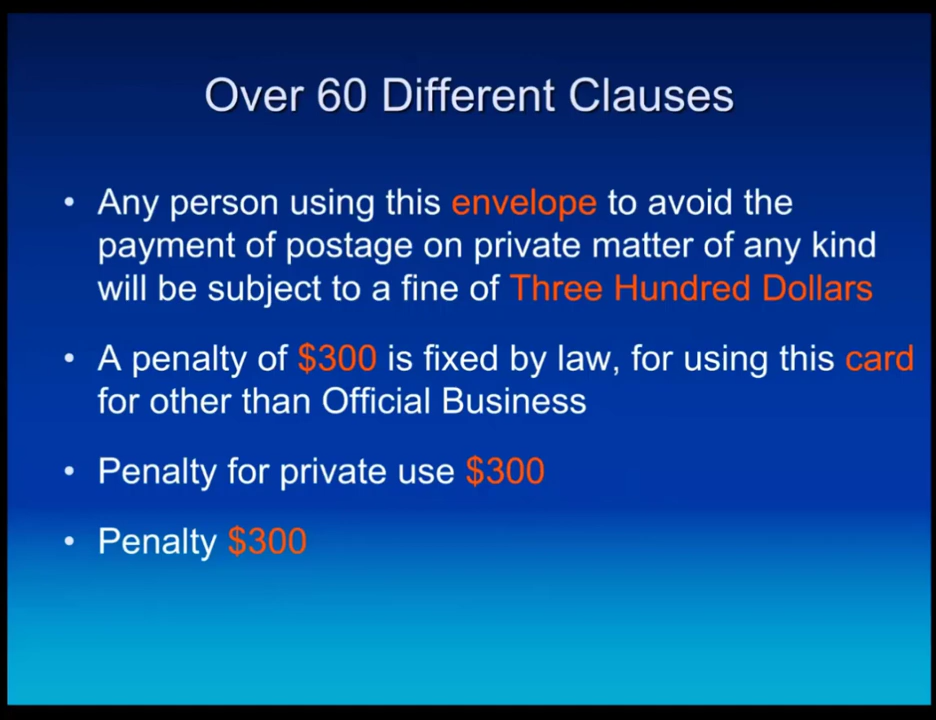 Over 60 Different Clauses
• Any person using this envelope to avoid the
payment of postage on private matter of any kind
will be subject to a fine of Three Hundred Dollars
• A penalty of $300 is fixed by law, for using this card
for other than Official Business
• Penalty for private use $300
• Penalty $300